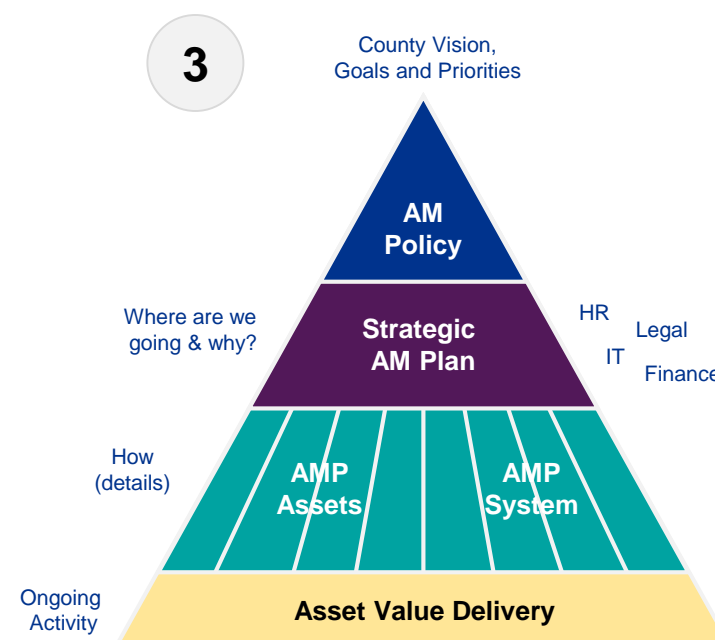 3
County Vision,
Goals and Priorities
AM
Policy
Where are we
going & why?
Strategic
AM Plan
HR
Legal
IT
Finance
How
(details)
AMP
Assets
AMP
System
Ongoing
Activity
Asset Value Delivery